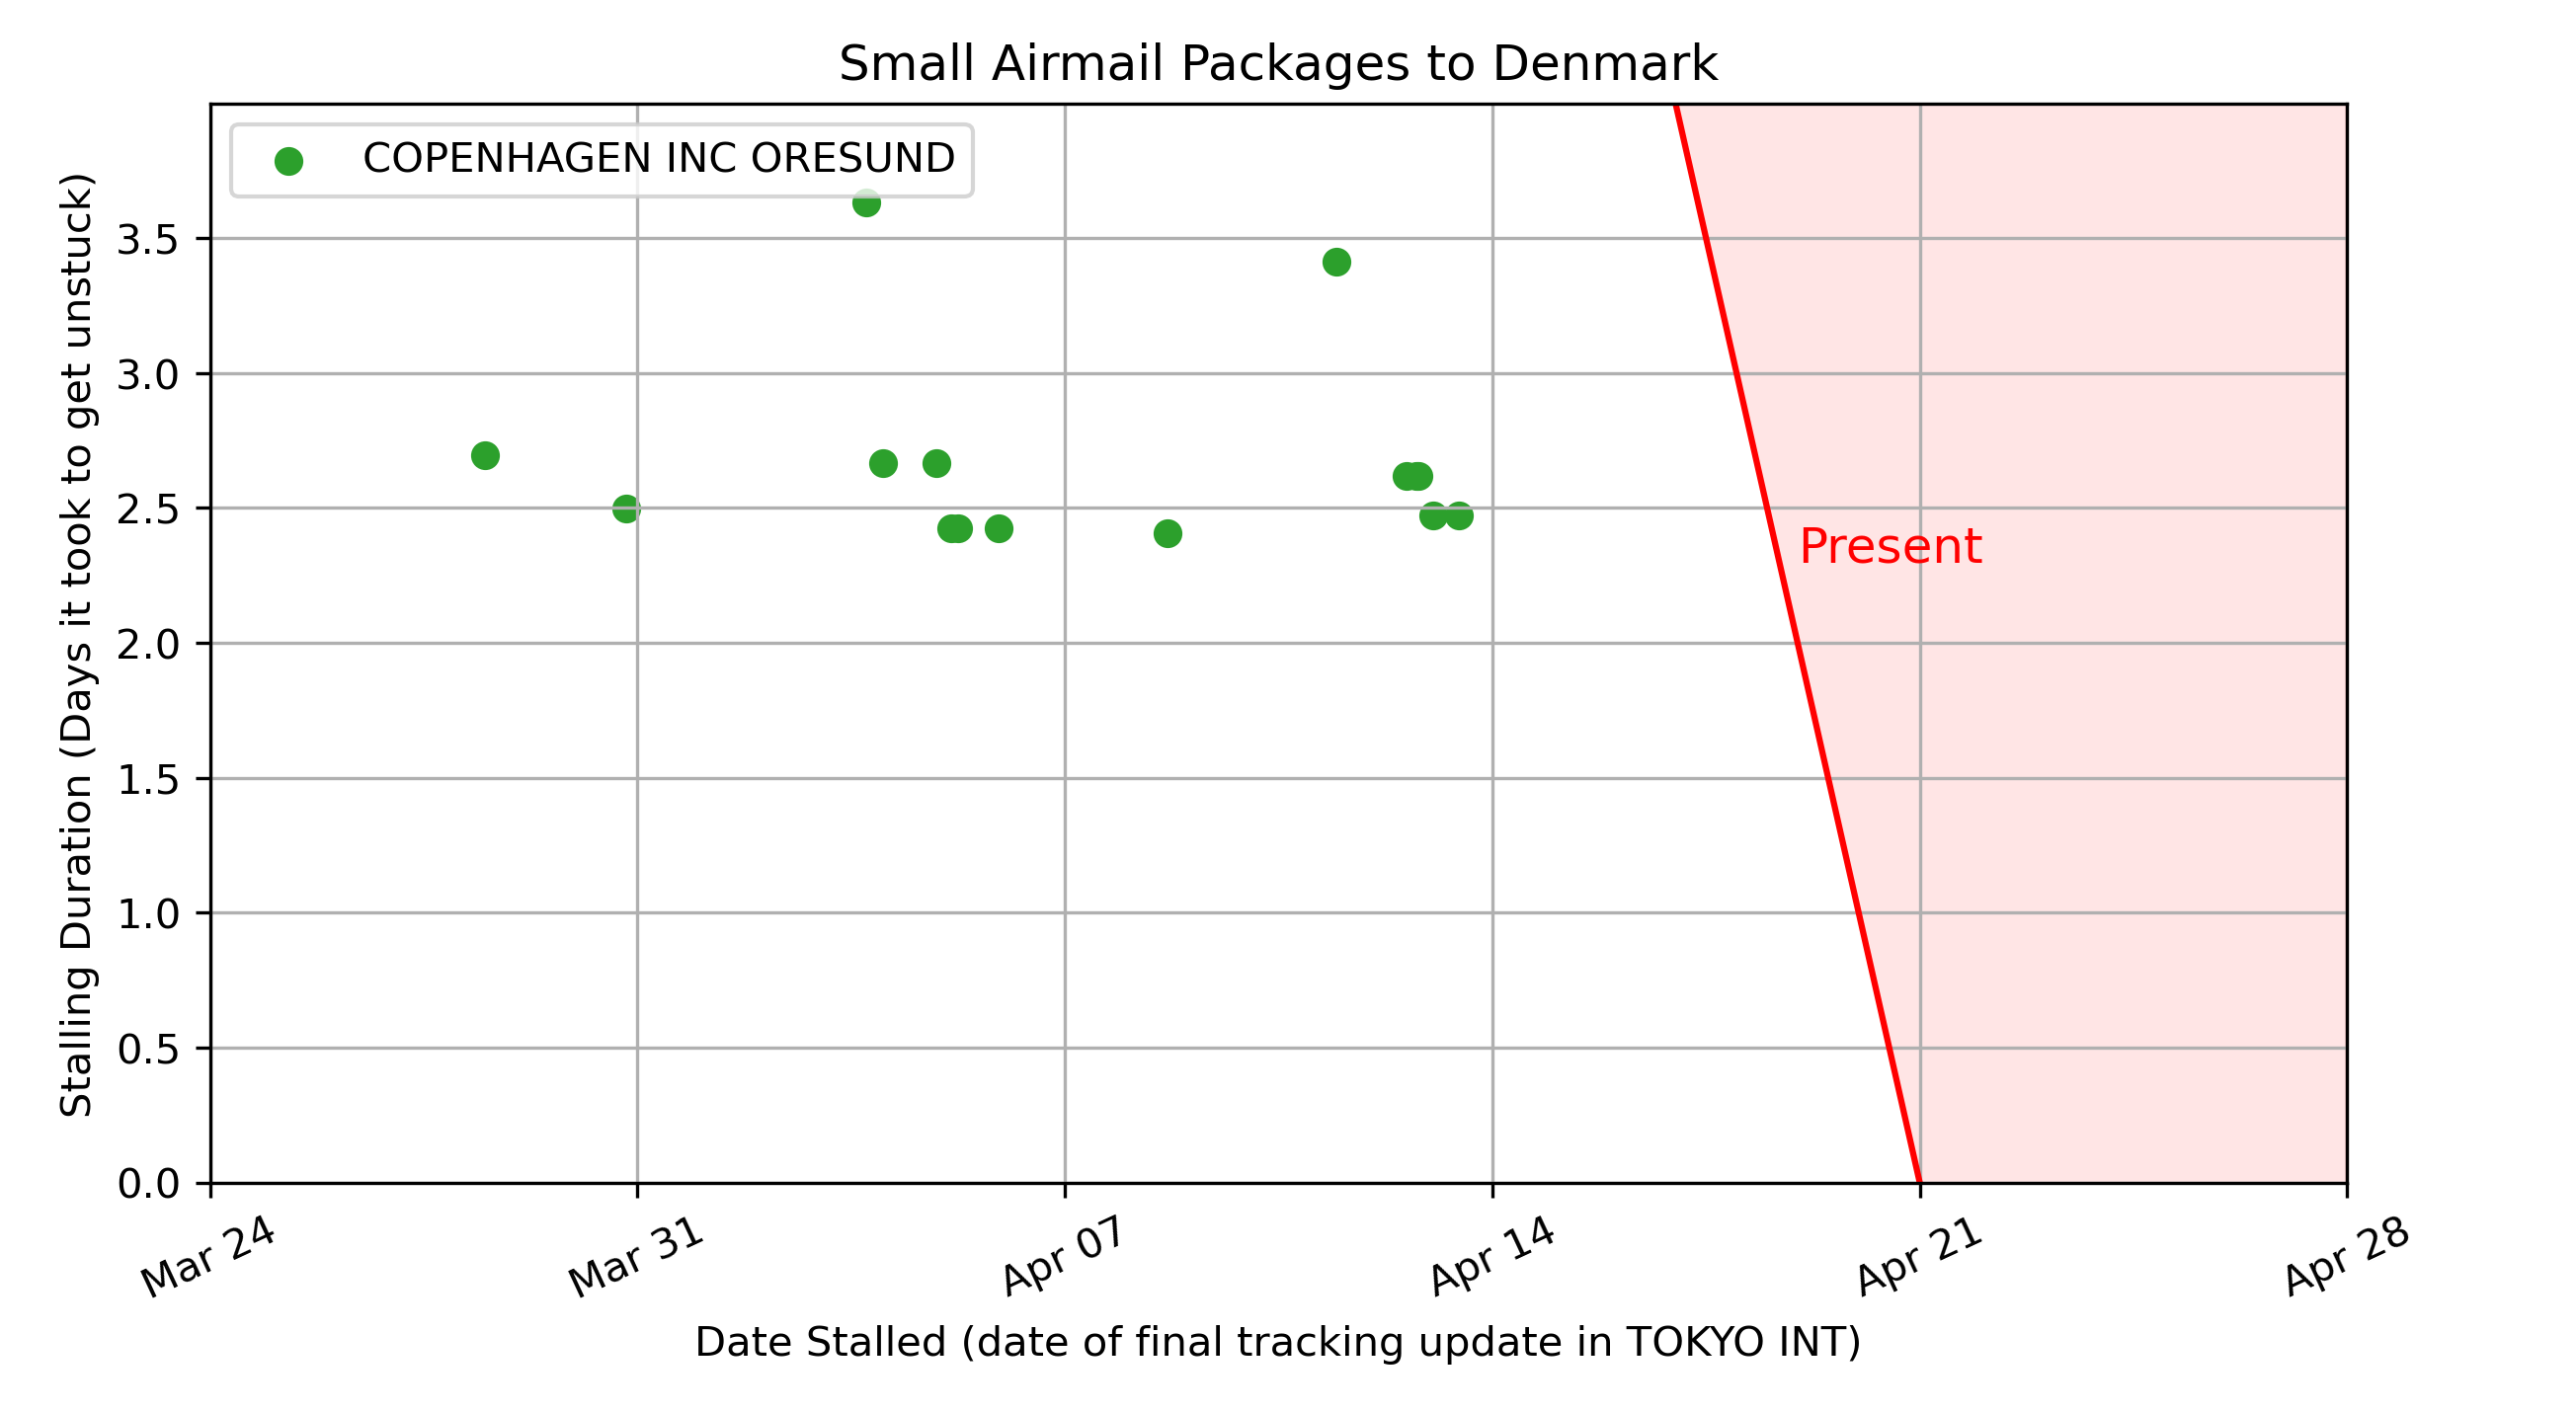 Small Airmail Packages to Denmark
COPENHAGEN INC ORESUND
Stalling Duration (Days it took to get unstuck)
3.5
3.0
2.5
2.0
1.5
1.0
0.5
0.0
Present
Mar 24
Mar 31
Apr 07
Apr 14
Apr 21
Apr 28
Date Stalled (date of final tracking update in TOKYO INT)